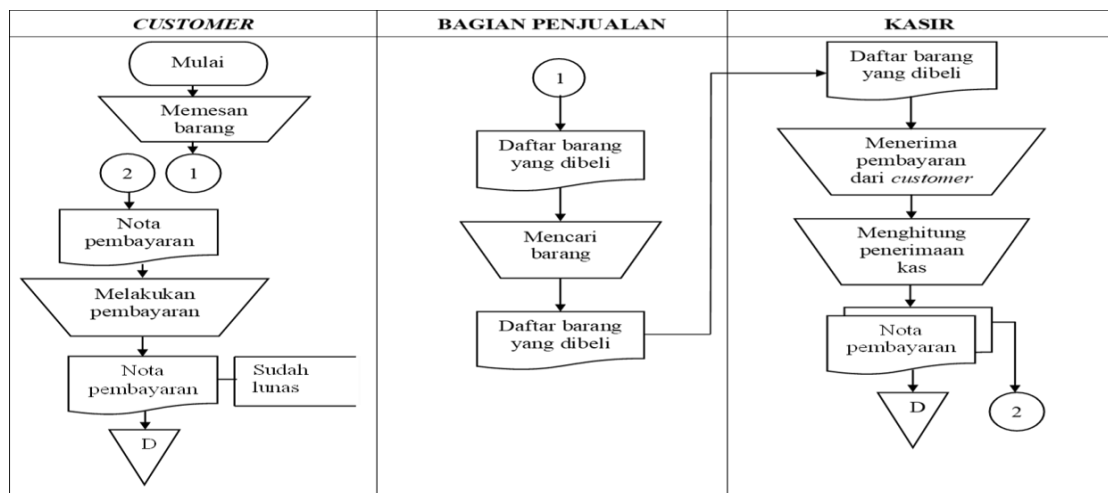 CUSTOMER
Mulai
Memesan
barang
2
1
Nota
pembayaran
Melakukan
pembayaran
Nota
pembayaran
Sudah
lunas
D
BAGIAN PENJUALAN
1
Daftar barang
yang dibeli
Mencari
barang
Daftar barang
yang dibeli
KASIR
Daftar barang
yang dibeli
Menerima
pembayaran
dari customer
Menghitung
penerimaan
kas
Nota
pembayaran
D
2